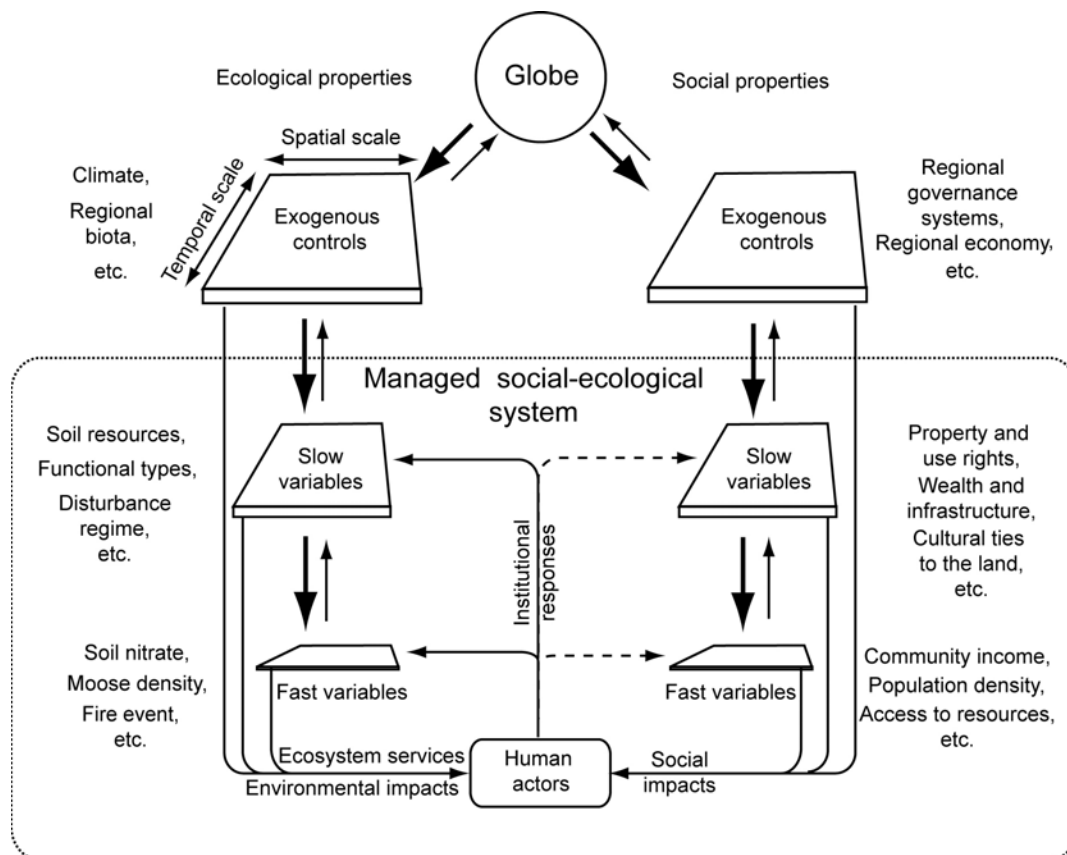 Globe
Ecological properties
Social properties
Spatial scale
Temporal scale
Climate,
Regional
biota,
etc.
Exogenous
controls
Exogenous
controls
Regional
governance
systems,
Regional economy,
etc.
Managed social-ecological
system
Soil resources,
Functional types,
Disturbance
regime,
etc.
Slow
variables
Institutional
responses
Slow
variables
Property and
use rights,
Wealth and
infrastructure,
Cultural ties
to the land,
etc.
Soil nitrate,
Moose density,
Fire event,
etc.
Fast variables
Fast variables
Community income,
Population density,
Access to resources,
etc.
Ecosystem services
Environmental impacts
Human
actors
Social
impacts